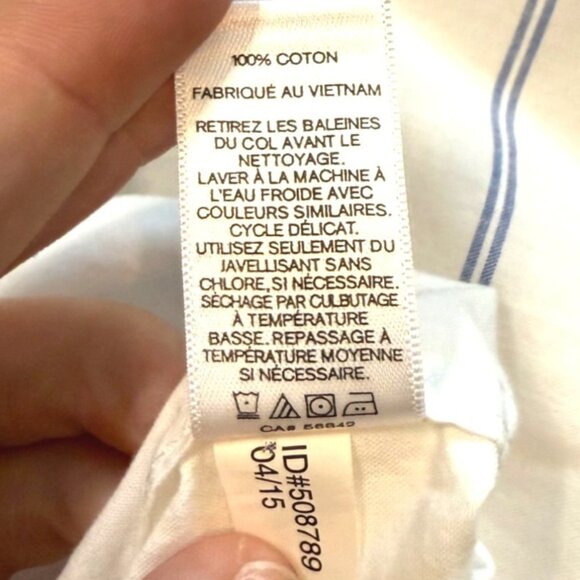 100% COTON
FABRIQUÉ AU VIETNAM
RETIREZ LES BALEINES
DU COL AVANT LE
NETTOYAGE.
LAVER À LA MACHINE À
L'EAU FROIDE AVEC
COULEURS SIMILAIRES.
CYCLE DÉLICAT.
UTILISEZ SEULEMENT DU
JAVELLISANT SANS
CHLORE, SI NÉCESSAIRE.
SÉCHAGE PAR CULBUTAGE
À TEMPÉRATURE
BASSE. REPASSAGE À
TEMPÉRATURE MOYENNE
SI NÉCESSAIRE.
CA# 56642
ID#508789
04/15